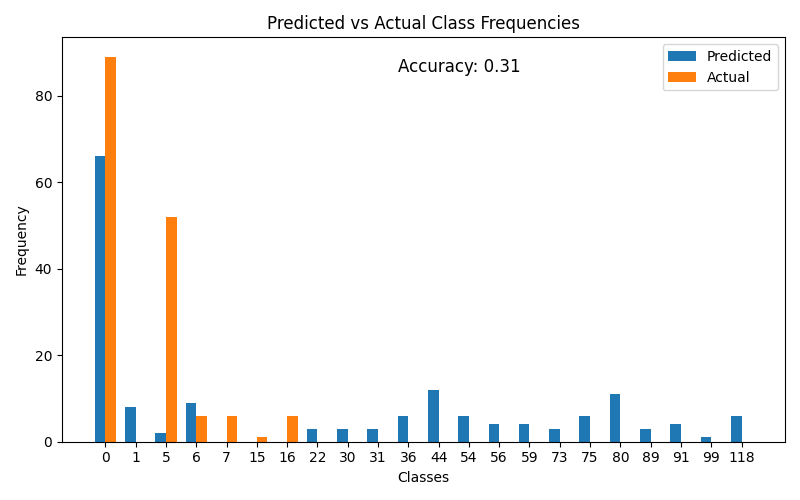 Predicted vs Actual Class Frequencies
Accuracy: 0.31
Predicted
Actual
80
60
40
20
0
Frequency
0 1 5 6 7 15 16 22 30 31 36 44 54 56 59 73 75 80 89 91 99 118
Classes